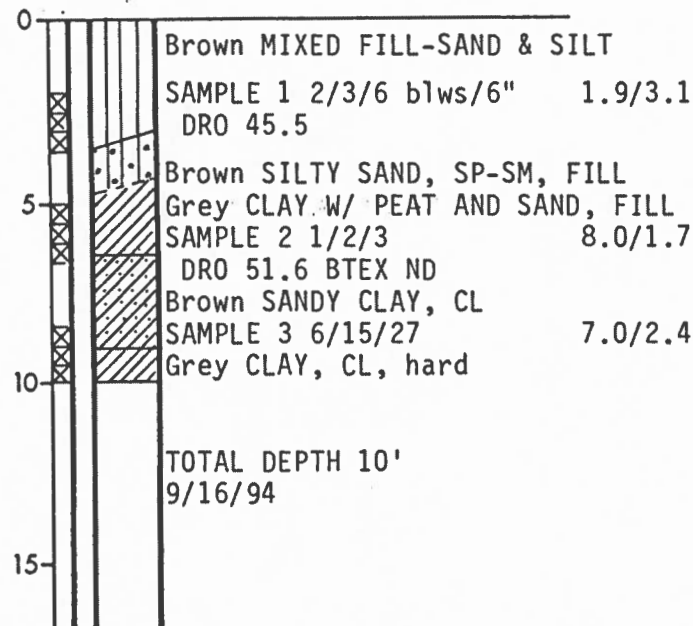 0
Brown MIXED FILL-SAND & SILT
SAMPLE 1 2/3/6 blws/6" 1.9/3.1
DRO 45.5
Brown SILTY SAND, SP-SM, FILL
5 Grey CLAY W/ PEAT AND SAND, FILL
SAMPLE 2 1/2/3 8.0/1.7
DRO 51.6 BTEX ND
Brown SANDY CLAY, CL
SAMPLE 3 6/15/27 7.0/2.4
Grey CLAY, CL, hard
10
TOTAL DEPTH 10'
9/16/94
15